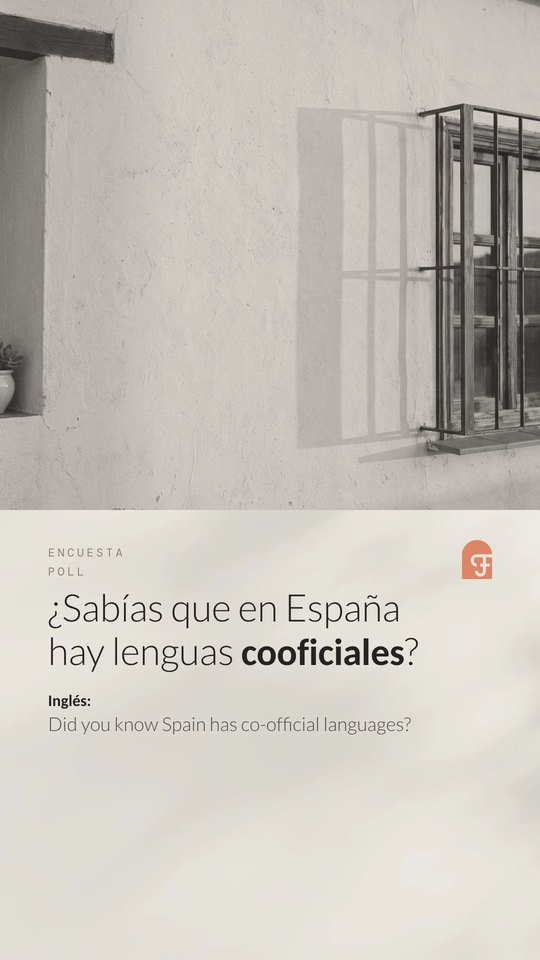 ENCUESTA
POLL
¿Sabías que en España
hay lenguas cooficiales?
Inglés:
Did you know Spain has co-official languages?